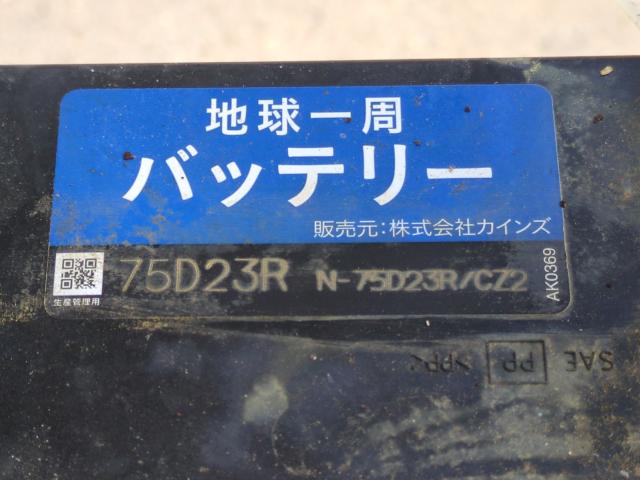 地球一周
バッテリー
販売元:株式会社カインズ
75D23R N-75D23R/CZ2
生産管理用
AK0369
SAE PP >PP<